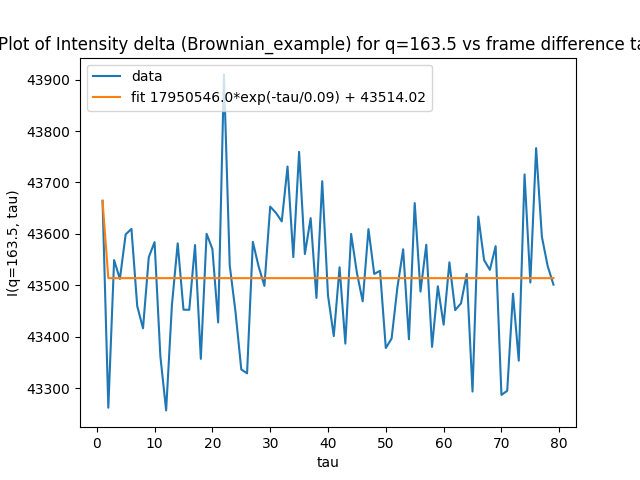 Plot of Intensity delta (Brownian_example) for q=163.5 vs frame difference ta
data
fit 17950546.0*exp(-tau/0.09) + 43514.02
I(q=163.5, tau)
43900
43800
43700
43600
43500
43400
43300
0 10 20 30 40 50 60 70 80
tau